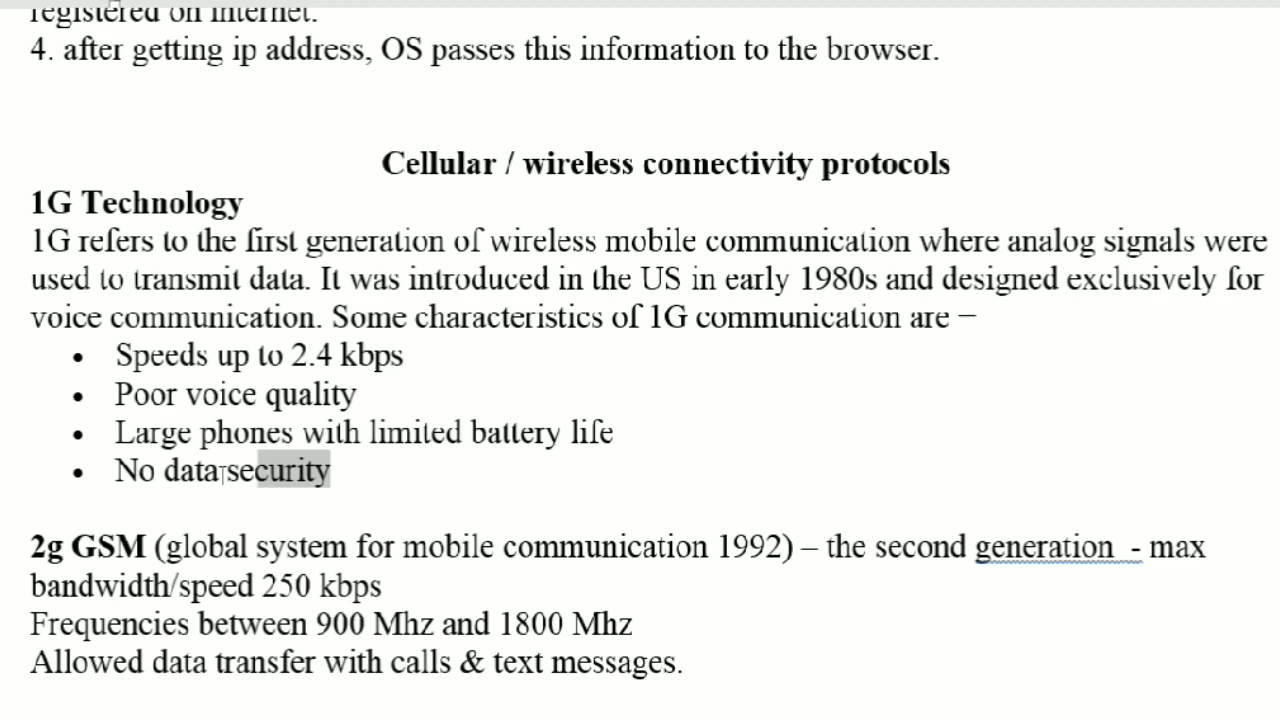 registered on internet.
4. after getting ip address, OS passes this information to the browser.
Cellular / wireless connectivity protocols
1G Technology
1G refers to the first generation of wireless mobile communication where analog signals were
used to transmit data. It was introduced in the US in early 1980s and designed exclusively for
voice communication. Some characteristics of 1G communication are −
• Speeds up to 2.4 kbps
• Poor voice quality
• Large phones with limited battery life
• No data security
2g GSM (global system for mobile communication 1992) – the second generation - max
bandwidth/speed 250 kbps
Frequencies between 900 Mhz and 1800 Mhz
Allowed data transfer with calls & text messages.